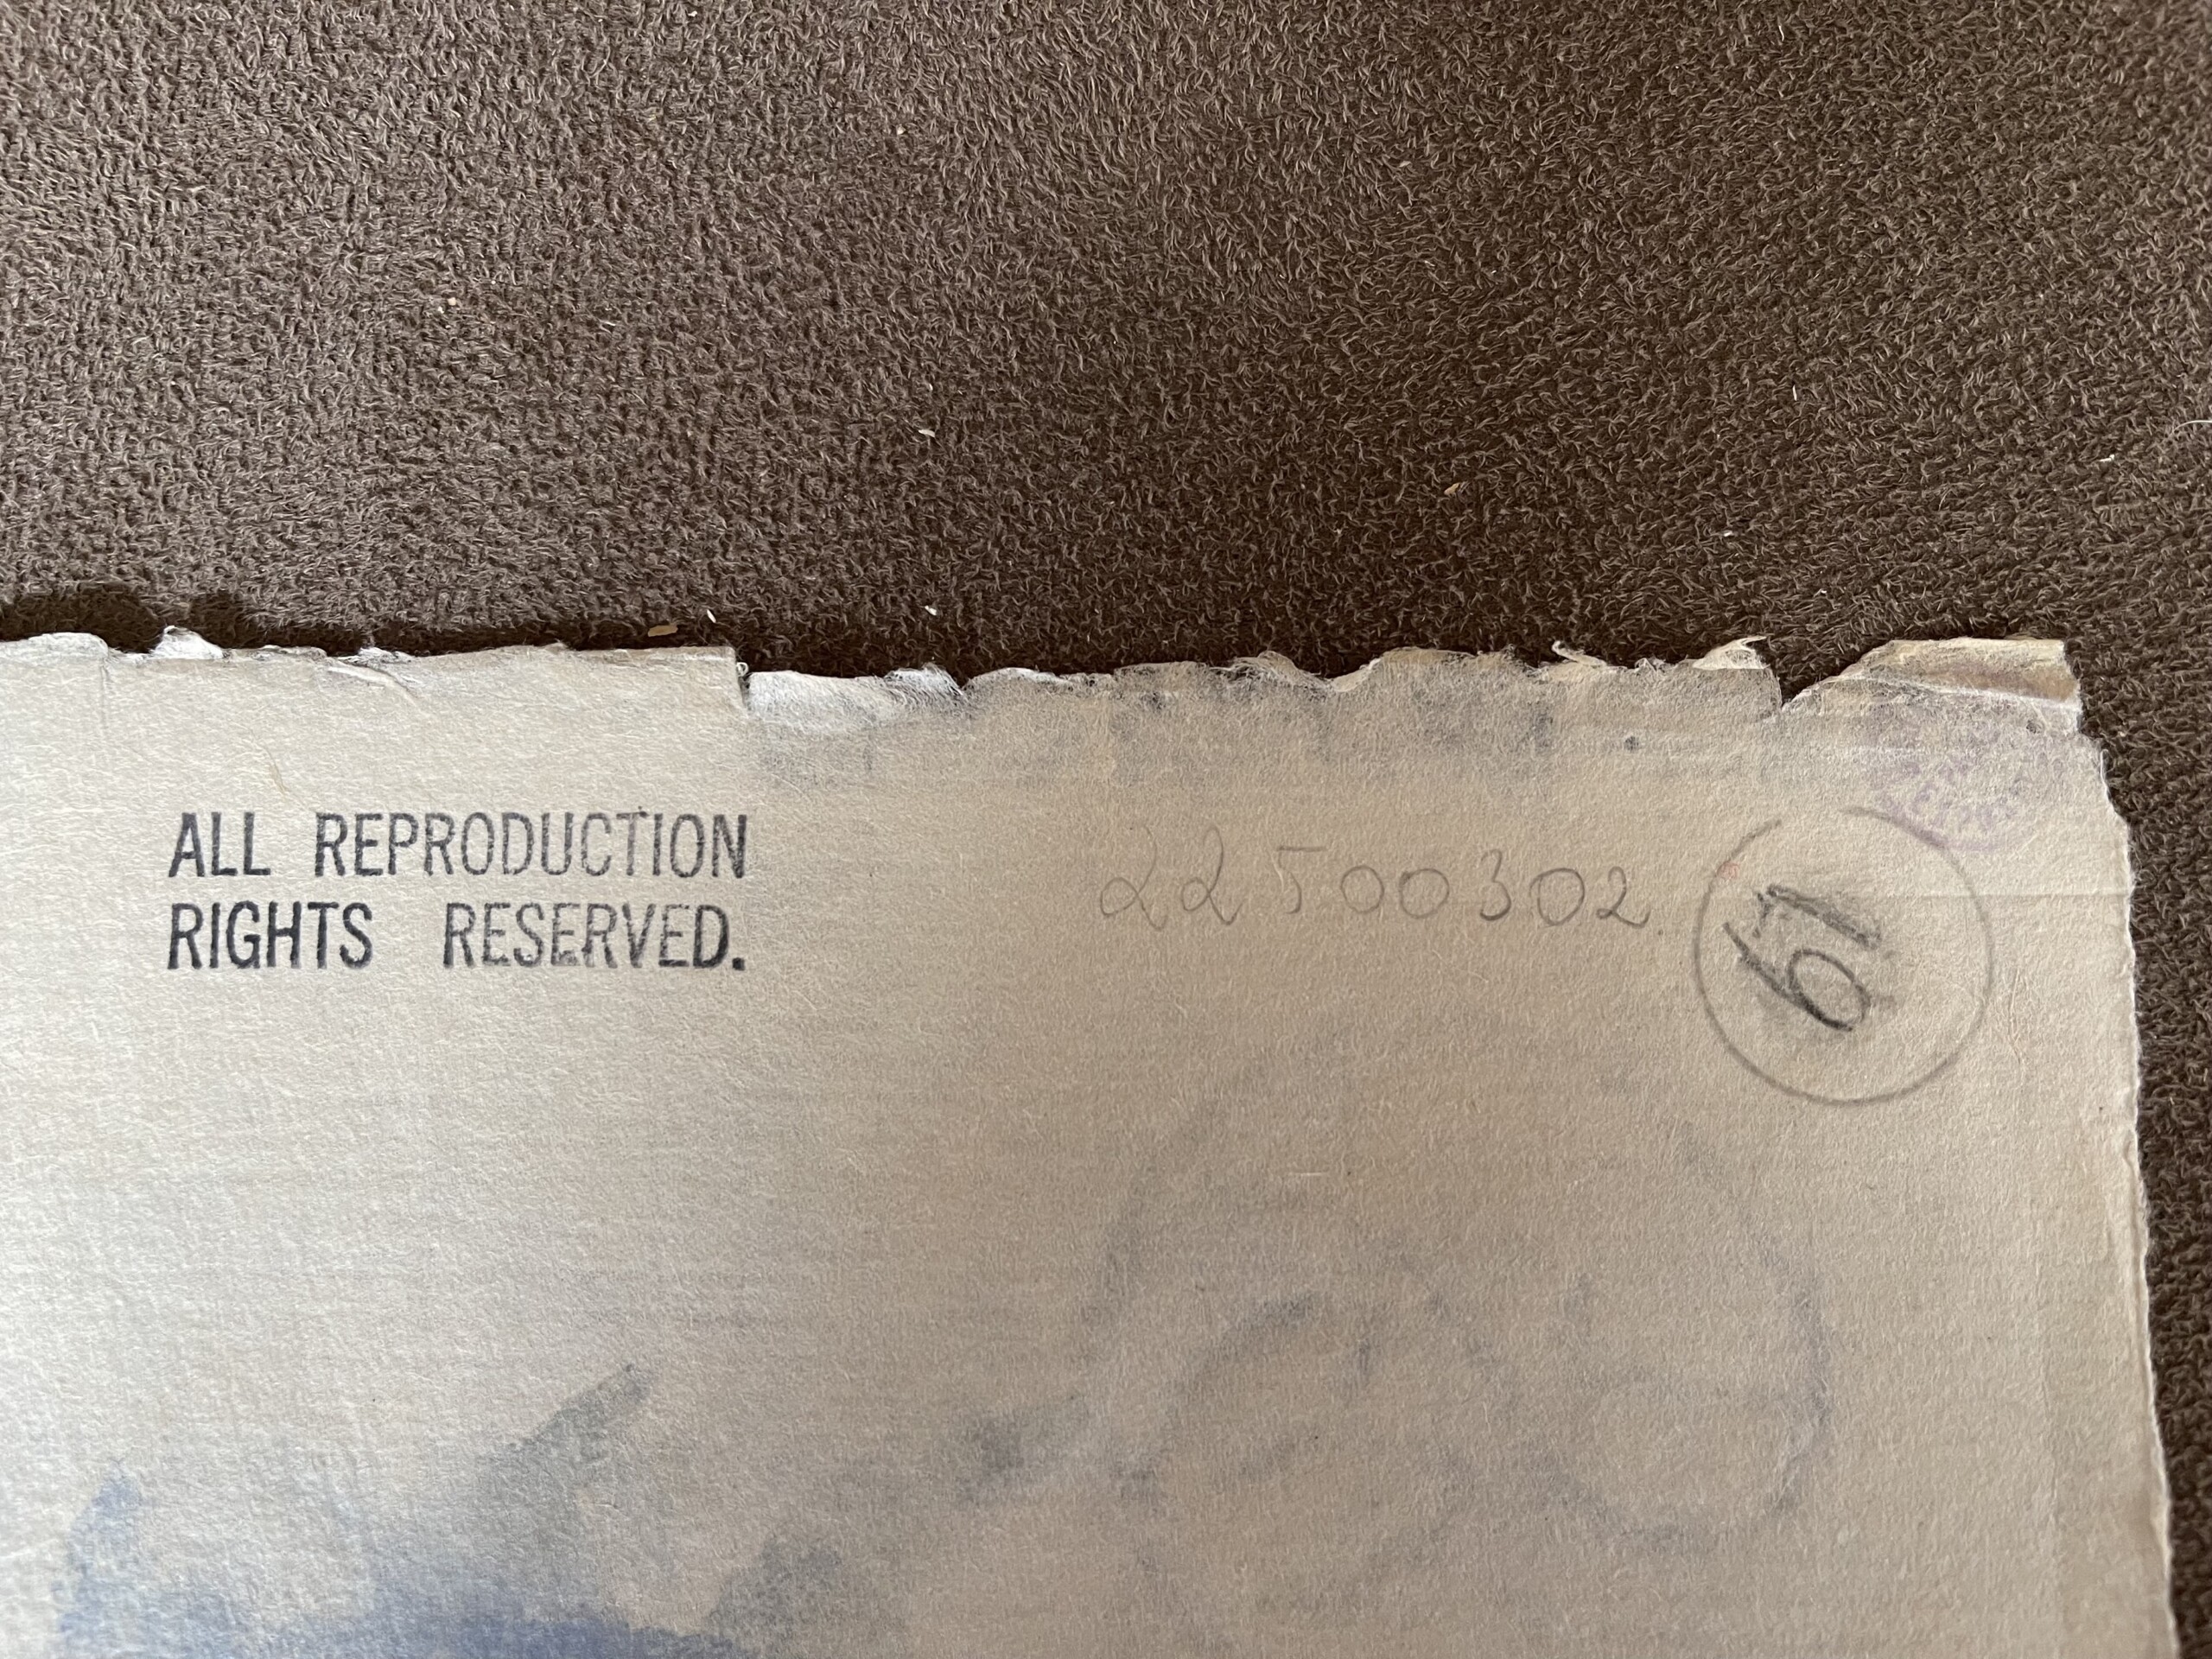 ALL REPRODUCTION
RIGHTS RESERVED.
22500302.
61